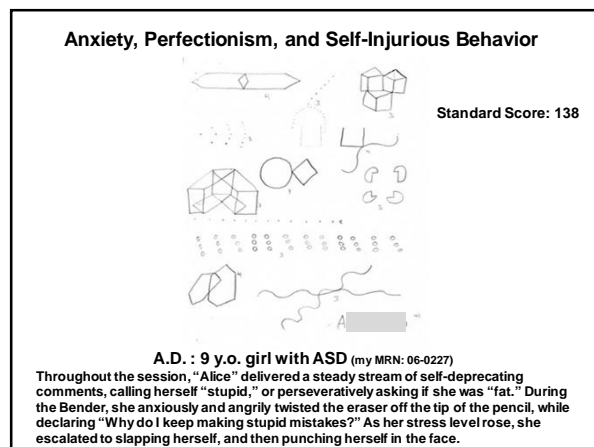 Anxiety, Perfectionism, and Self-Injurious Behavior
Standard Score: 138
A
A.D. : 9 y.o. girl with ASD (my MRN: 06-0227)
Throughout the session, “Alice” delivered a steady stream of self-deprecating
comments, calling herself “stupid,” or perseveratively asking if she was “fat.” During
the Bender, she anxiously and angrily twisted the eraser off the tip of the pencil, while
declaring “Why do I keep making stupid mistakes?” As her stress level rose, she
escalated to slapping herself, and then punching herself in the face.